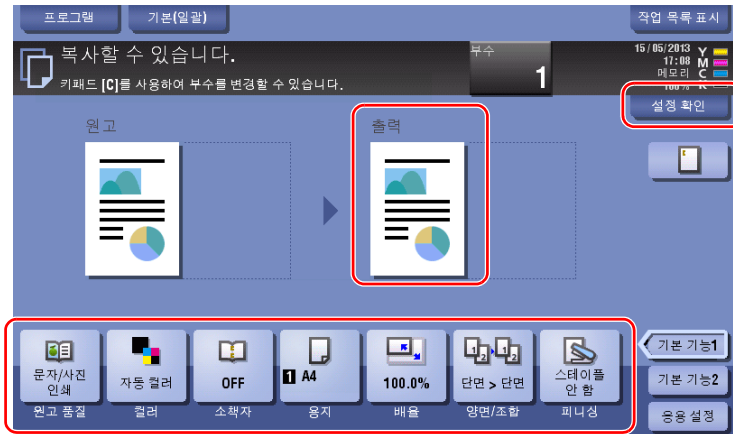 프로그램
기본(일괄)
작업 목록 표시
복사할 수 있습니다.
키패드 [C]를 사용하여 부수를 변경할 수 있습니다.
부수
1
15/05/2013
17:08
메모리
100%
Y
M
C
K
설정 확인
원고
출력
문자/사진
인쇄
자동 컬러
OFF
1 A4
100.0%
1 2 1 2
단면 > 단면
스테이플
안 함
원고 품질
컬러
소책자
용지
배율
양면/조합
피니싱
기본 기능1
기본 기능2
응용 설정